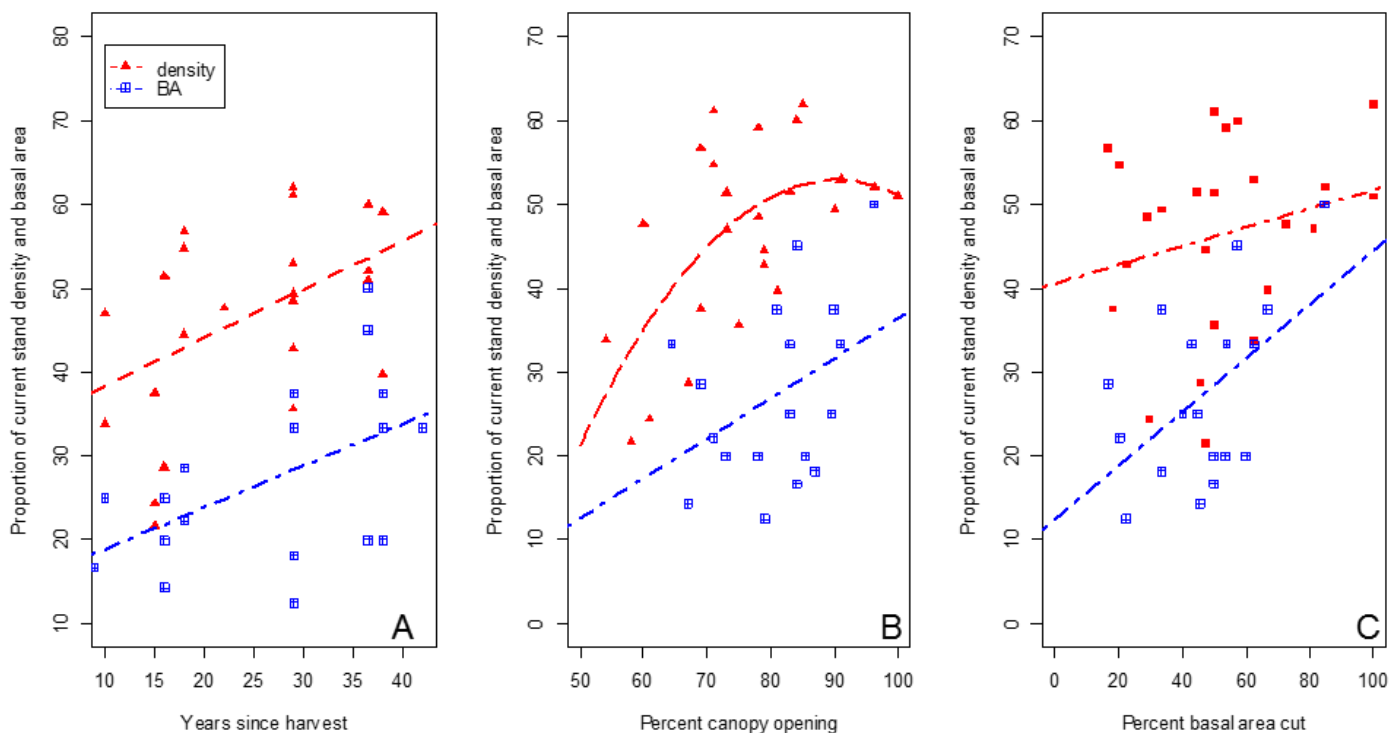 Proportion of current stand density and basal area
80
70
60
50
40
30
20
10
density
BA
A
10 15 20 25 30 35 40
Years since harvest
Proportion of current stand density and basal area
70
60
50
40
30
20
10
0
B
50 60 70 80 90 100
Percent canopy opening
Proportion of current stand density and basal area
70
60
50
40
30
20
10
0
C
0 20 40 60 80 100
Percent basal area cut